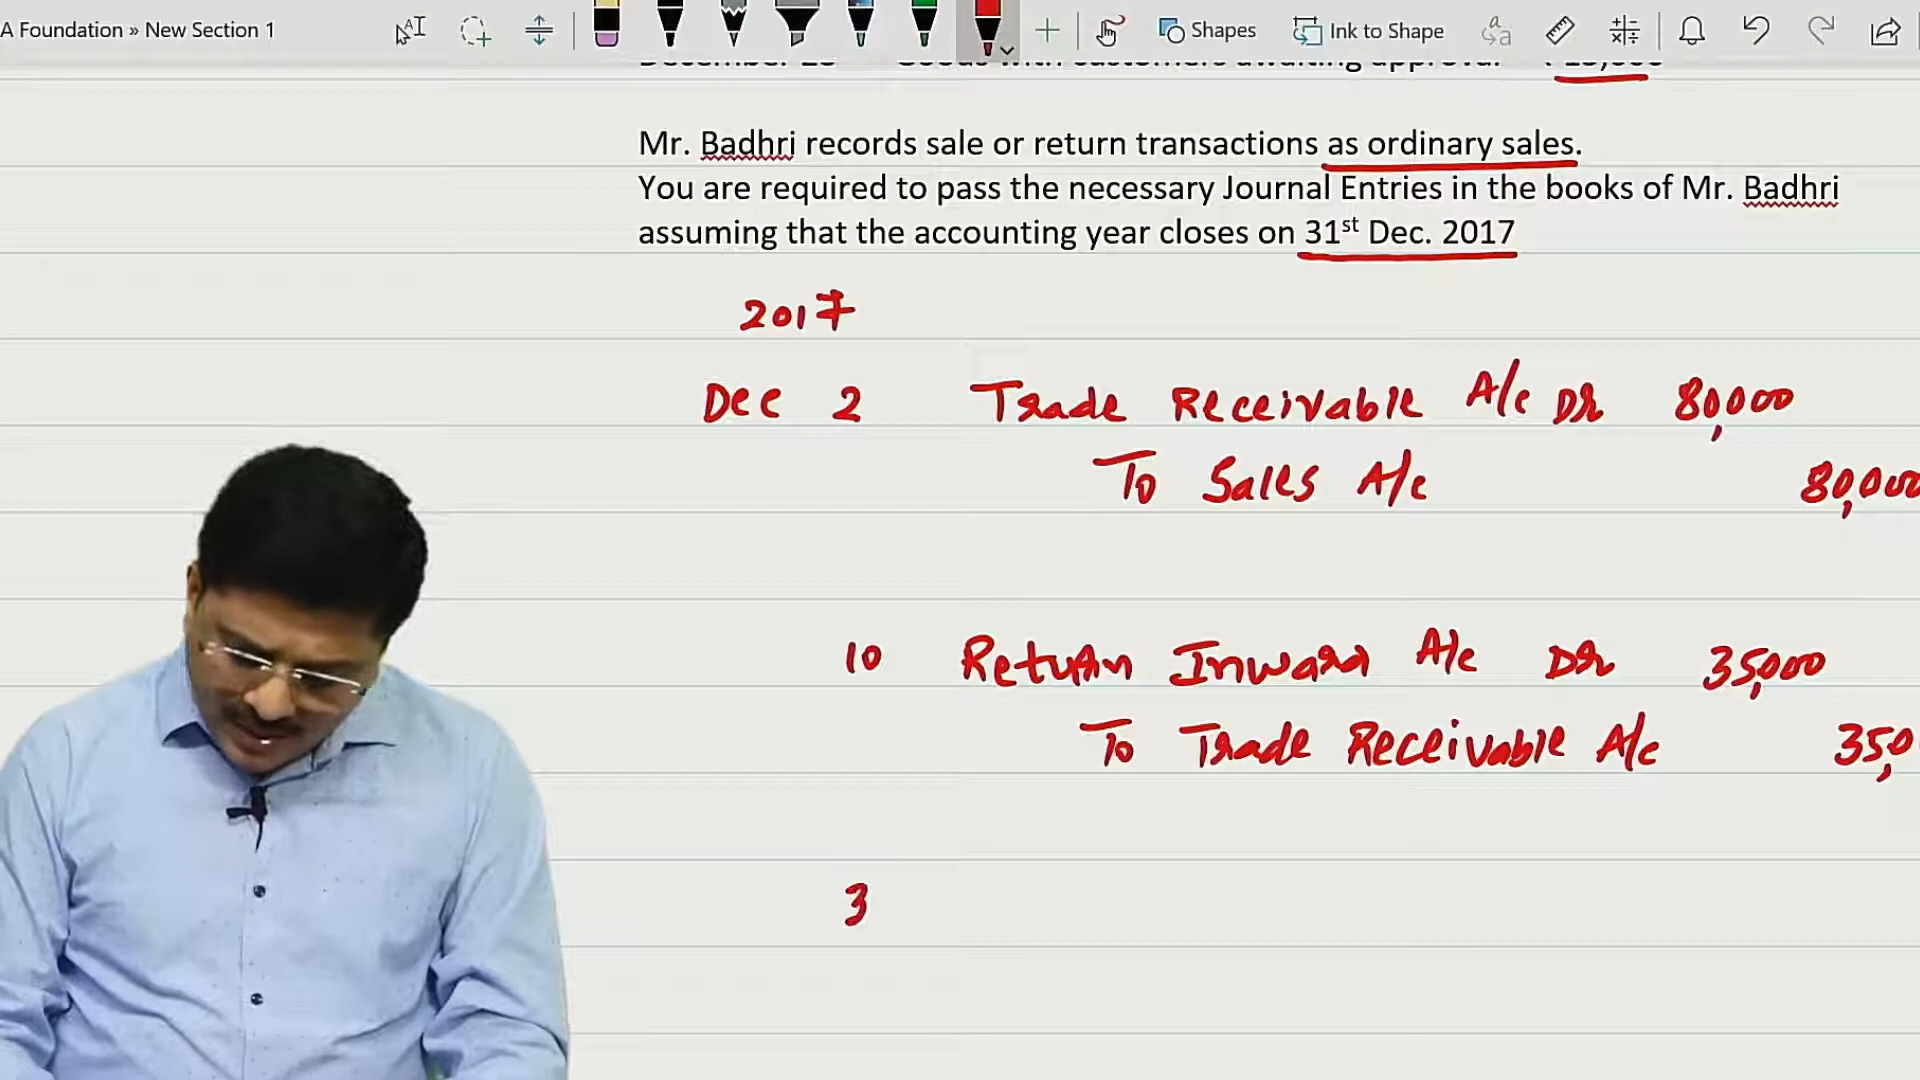 A Foundation » New Section 1
Shapes
Ink to Shape
Mr. Badhri records sale or return transactions as ordinary sales.
You are required to pass the necessary Journal Entries in the books of Mr. Badhri
assuming that the accounting year closes on 31st Dec. 2017
2017
Dec 2 Trade Receivable A/c Dr 80,000
To Sales A/c 80,000
10 Return Inward A/c Dr 35,000
To Trade Receivable A/c 35,0
3